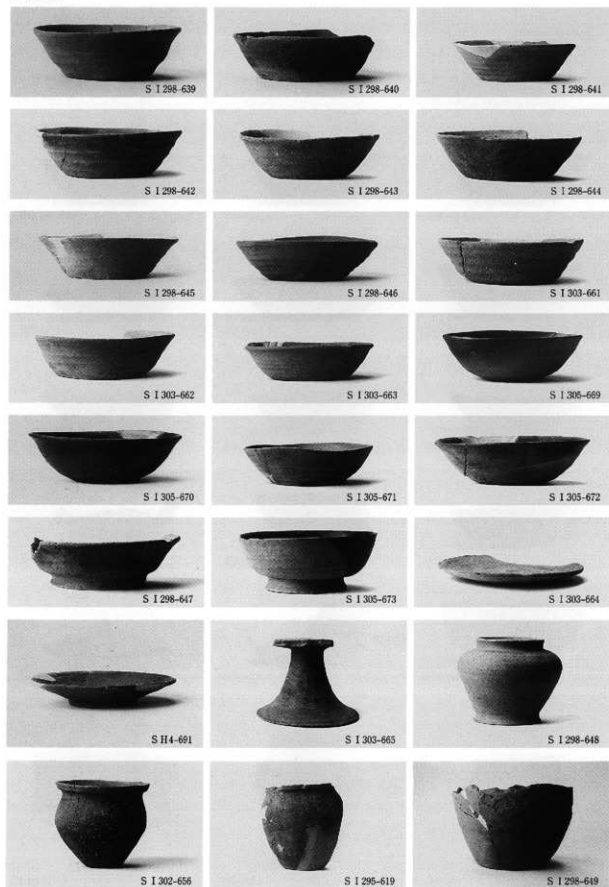 S I 298-639
S I 298-640
S I 298-641
S I 298-642
S I 298-643
S I 298-644
S I 298-645
S I 298-646
S I 303-661
S I 303-662
S I 303-663
S I 305-669
S I 305-670
S I 305-671
S I 305-672
S I 298-647
S I 305-673
S I 303-664
S H4-691
S I 303-665
S I 298-648
S I 302-656
S I 295-619
S I 298-649